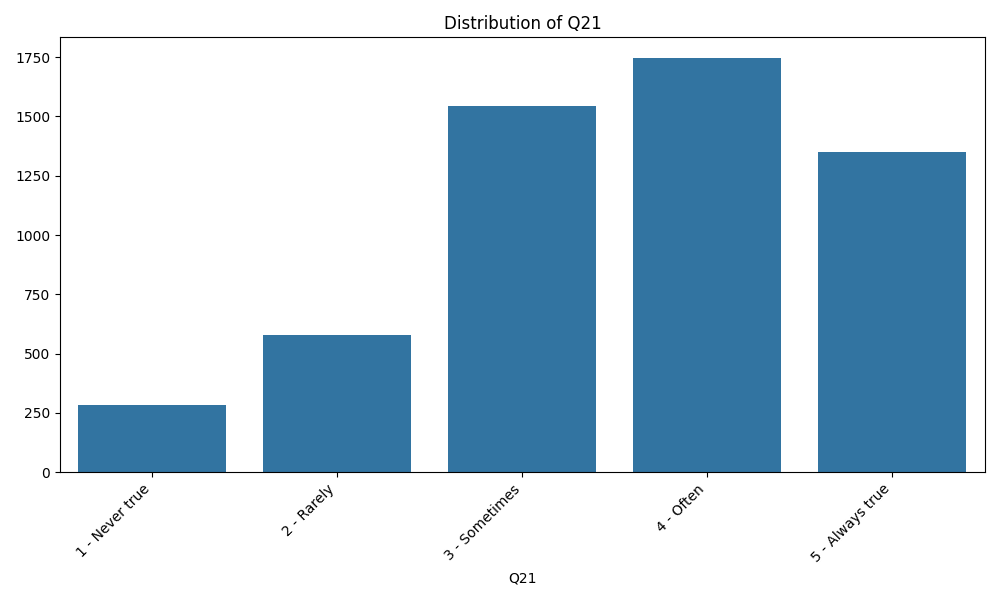 Distribution of Q21
1750
1500
1250
1000
750
500
250
0
1 - Never true
2 - Rarely
3 - Sometimes
4 - Often
5 - Always true
Q21